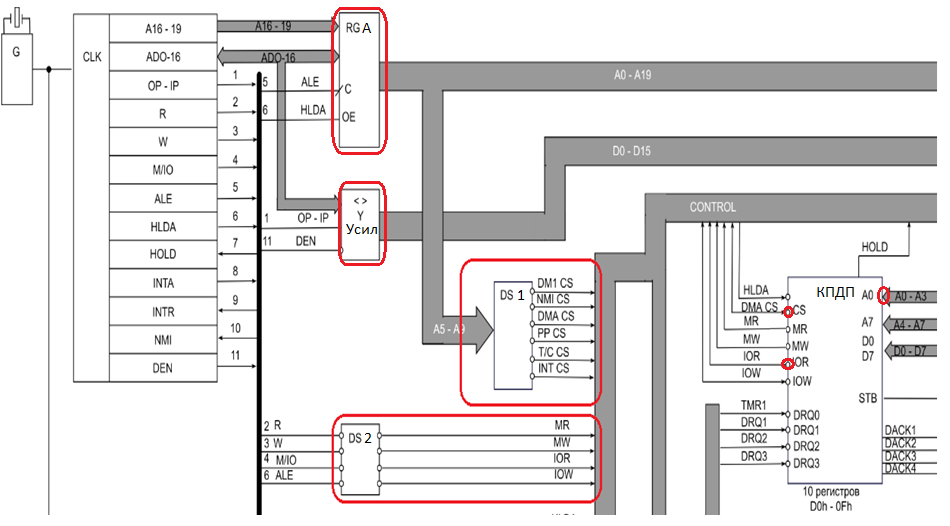 G
CLK
A16 - 19
ADO-16
OP - IP
R
W
M/IO
ALE
HLDA
HOLD
INTA
INTR
NMI
DEN
1
2
3
4
5
6
7
8
9
10
11
A16 - 19
ADO-16
5 ALE
6 HLDA
RG A
C
OE
A0 - A19
D0 - D15
1 OP - IP
11 DEN
<>
Y
Усил
CONTROL
A5 - A9
DS 1
DM1 CS
NMI CS
DMA CS
PP CS
T/C CS
INT CS
2 R
3 W
4 M/IO
6 ALE
DS 2
MR
MW
IOR
IOW
HOLD
HLDA
DMA CS
MR
MW
IOR
IOW
TMR1
DRQ1
DRQ2
DRQ3
КПДП
CS
MR
MW
IOR
IOW
DRQ0
DRQ1
DRQ2
DRQ3
A0
A7
D0
D7
STB
A0 - A3
A4 - A7
D0 - D7
DACK1
DACK2
DACK3
DACK4
10 регистров
D0h - 0Fh